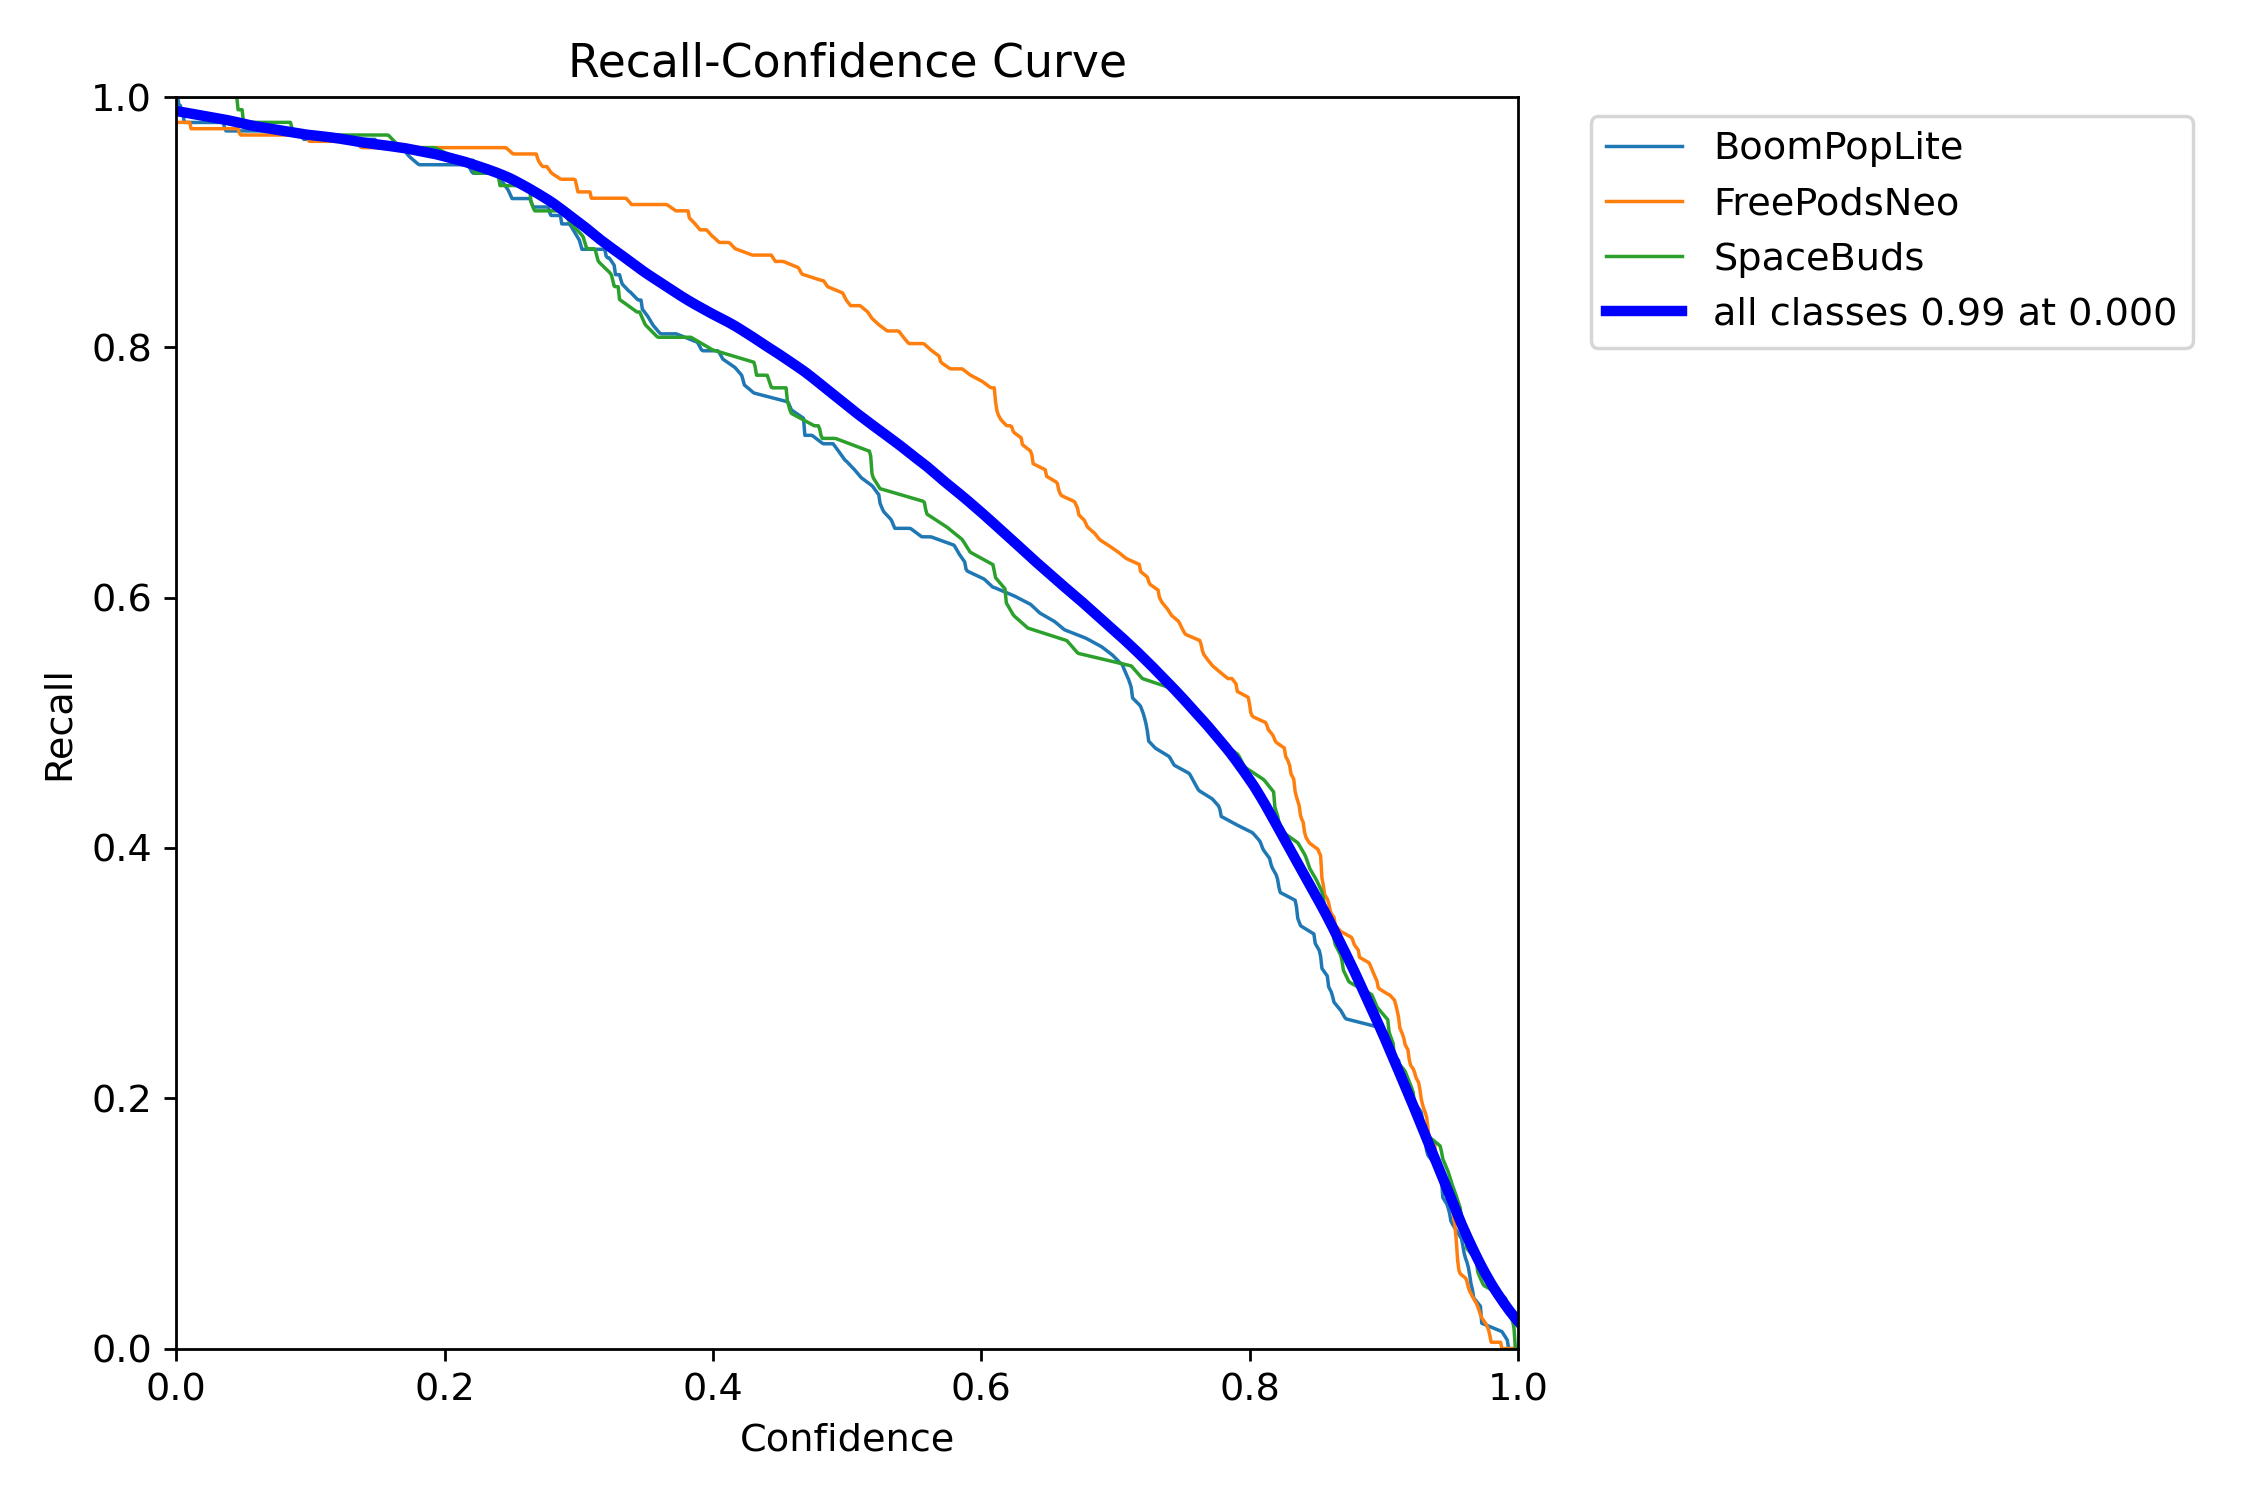 Recall-Confidence Curve
1.0
0.8
0.6
0.4
0.2
0.0
Recall
0.0 0.2 0.4 0.6 0.8 1.0
Confidence
BoomPopLite
FreePodsNeo
SpaceBuds
all classes 0.99 at 0.000